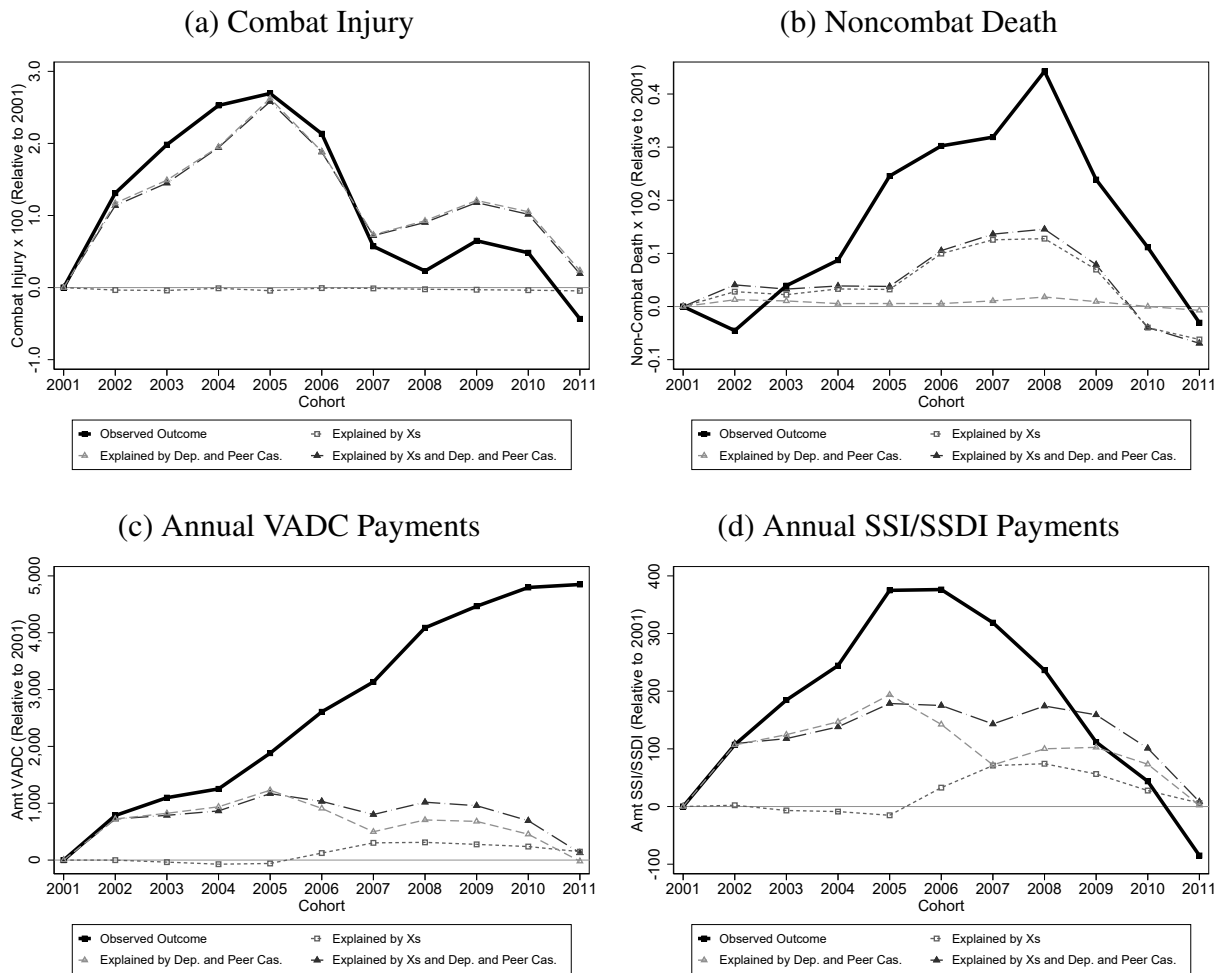 (a) Combat Injury
Combat Injury x 100 (Relative to 2001)
3.0
2.0
1.0
0.0
-1.0
2001 2002 2003 2004 2005 2006 2007 2008 2009 2010 2011
Cohort
Observed Outcome Explained by Xs
Explained by Dep. and Peer Cas. Explained by Xs and Dep. and Peer Cas.
(b) Noncombat Death
Non-Combat Death x 100 (Relative to 2001)
0.4
0.3
0.2
0.1
0.0
-0.1
2001 2002 2003 2004 2005 2006 2007 2008 2009 2010 2011
Cohort
Observed Outcome Explained by Xs
Explained by Dep. and Peer Cas. Explained by Xs and Dep. and Peer Cas.
(c) Annual VADC Payments
Amt VADC (Relative to 2001)
5,000
4,000
3,000
2,000
1,000
0
2001 2002 2003 2004 2005 2006 2007 2008 2009 2010 2011
Cohort
Observed Outcome Explained by Xs
Explained by Dep. and Peer Cas. Explained by Xs and Dep. and Peer Cas.
(d) Annual SSI/SSDI Payments
Amt SSI/SSDI (Relative to 2001)
400
300
200
100
0
-100
2001 2002 2003 2004 2005 2006 2007 2008 2009 2010 2011
Cohort
Observed Outcome Explained by Xs
Explained by Dep. and Peer Cas. Explained by Xs and Dep. and Peer Cas.